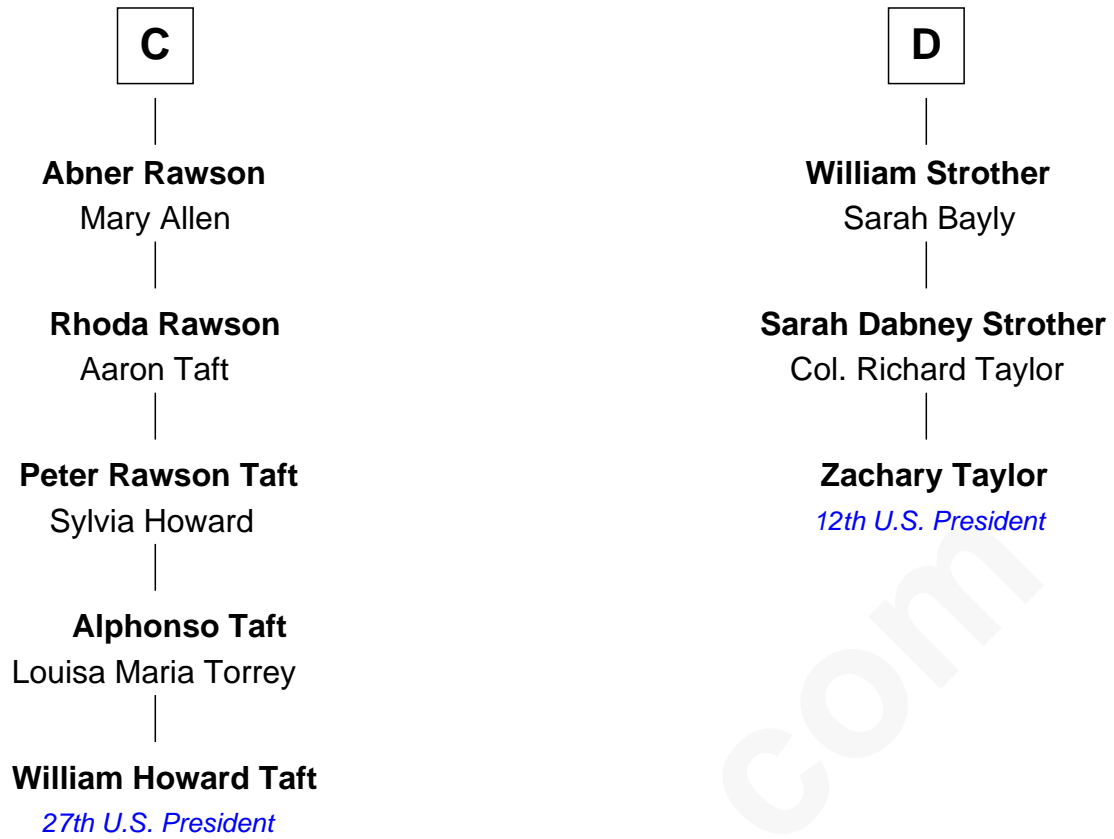 C
Abner Rawson
Mary Allen
Rhoda Rawson
Aaron Taft
Peter Rawson Taft
Sylvia Howard
Alphonso Taft
Louisa Maria Torrey
William Howard Taft
27th U.S. President
D
William Strother
Sarah Bayly
Sarah Dabney Strother
Col. Richard Taylor
Zachary Taylor
12th U.S. President
com